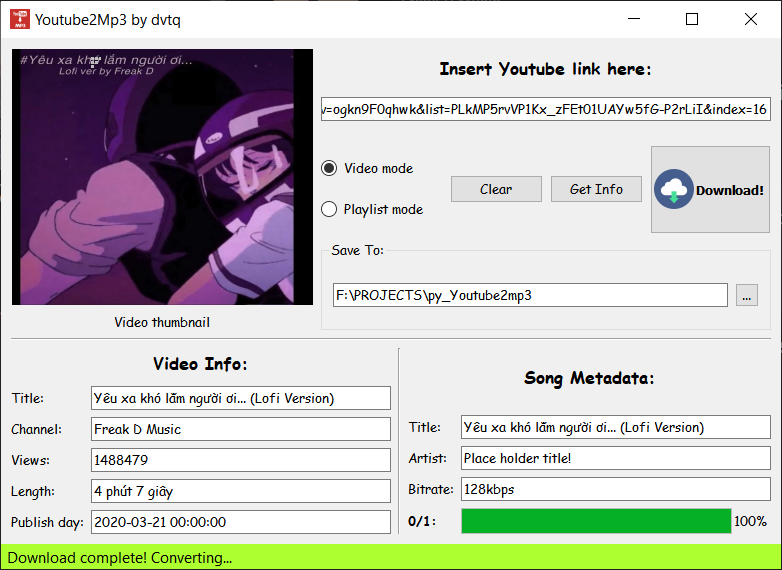 YouTube
MP3
Youtube2Mp3 by dvtq
#Yêu xa khó lắm người ơi...
Lofi ver by Freak D
Video thumbnail
Insert Youtube link here:
v=ogkn9F0qhwk&list=PLkMP5rvVP1Kx_zFEt01UAYw5fG-P2rLiI&index=16
Video mode
Playlist mode
Clear
Get Info
Download!
Save To:
F:\PROJECTS\py_Youtube2mp3
...
Video Info:
Title: Yêu xa khó lắm người ơi... (Lofi Version)
Channel: Freak D Music
Views: 1488479
Length: 4 phút 7 giây
Publish day: 2020-03-21 00:00:00
Song Metadata:
Title: Yêu xa khó lắm người ơi... (Lofi Version)
Artist: Place holder title!
Bitrate: 128kbps
0/1: 100%
Download complete! Converting...